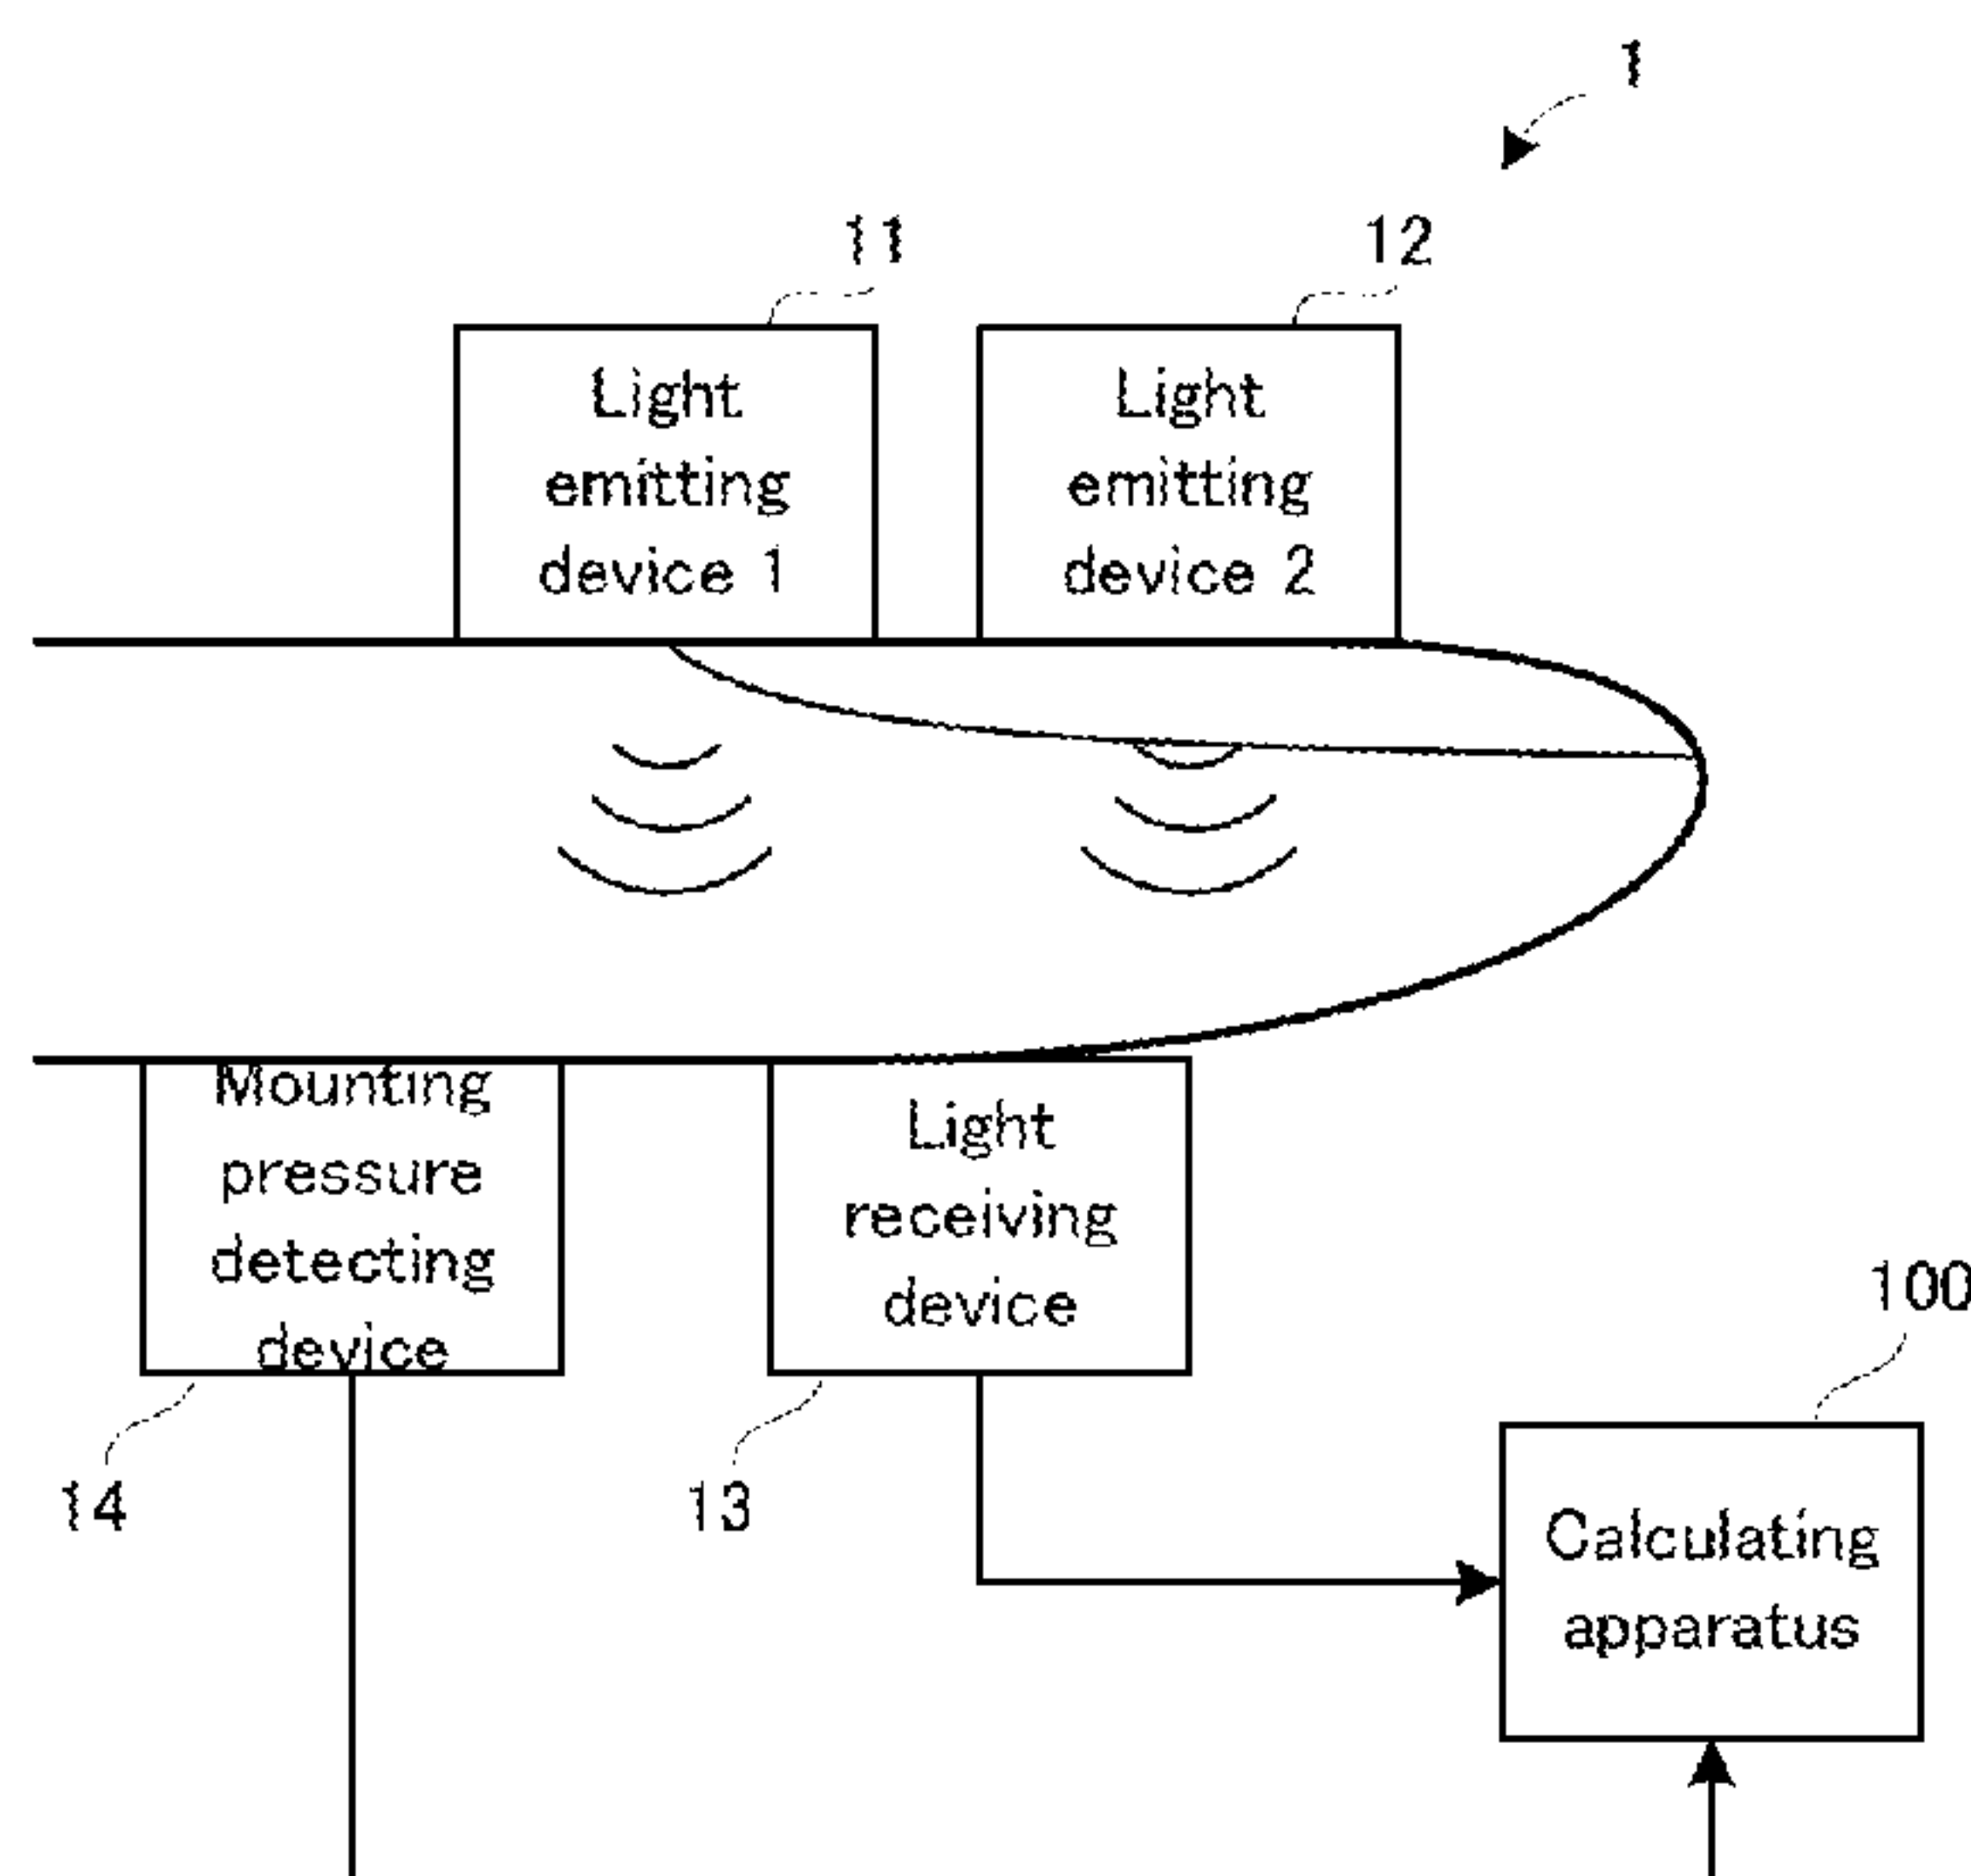 1
11
12
Light
emitting
device 1
Light
emitting
device 2
Mounting
pressure
detecting
device
Light
receiving
device
100
14
13
Calculating
apparatus